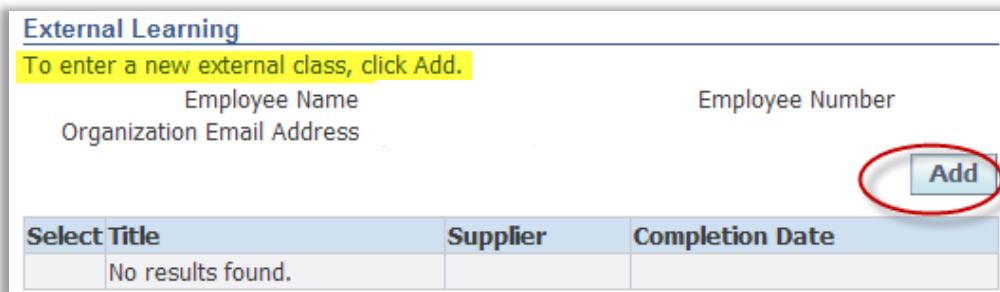 External Learning
To enter a new external class, click Add.
Employee Name Employee Number
Organization Email Address
Add
Select Title Supplier Completion Date
No results found.